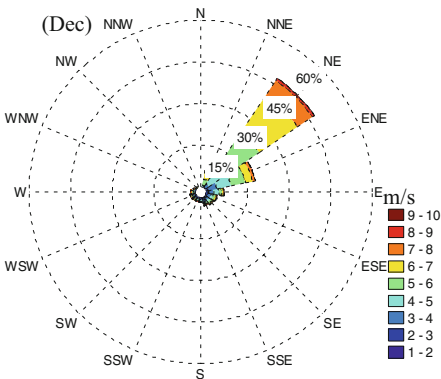 (Dec)
N
NNW
NNE
NW
NE
WNW
ENE
60%
45%
30%
15%
W
E
m/s
9 - 10
8 - 9
7 - 8
6 - 7
5 - 6
4 - 5
3 - 4
2 - 3
1 - 2
WSW
ESE
SW
SE
SSW
SSE
S